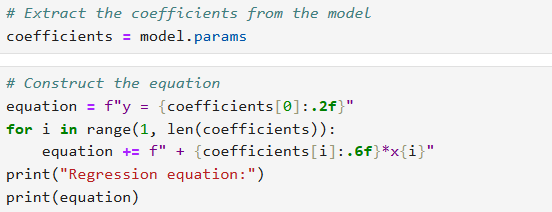 # Extract the coefficients from the model
coefficients = model.params
# Construct the equation
equation = f"y = {coefficients[0]:.2f}"
for i in range(1, len(coefficients)):
    equation += f" + {coefficients[i]:.6f}*x{i}"
print("Regression equation:")
print(equation)